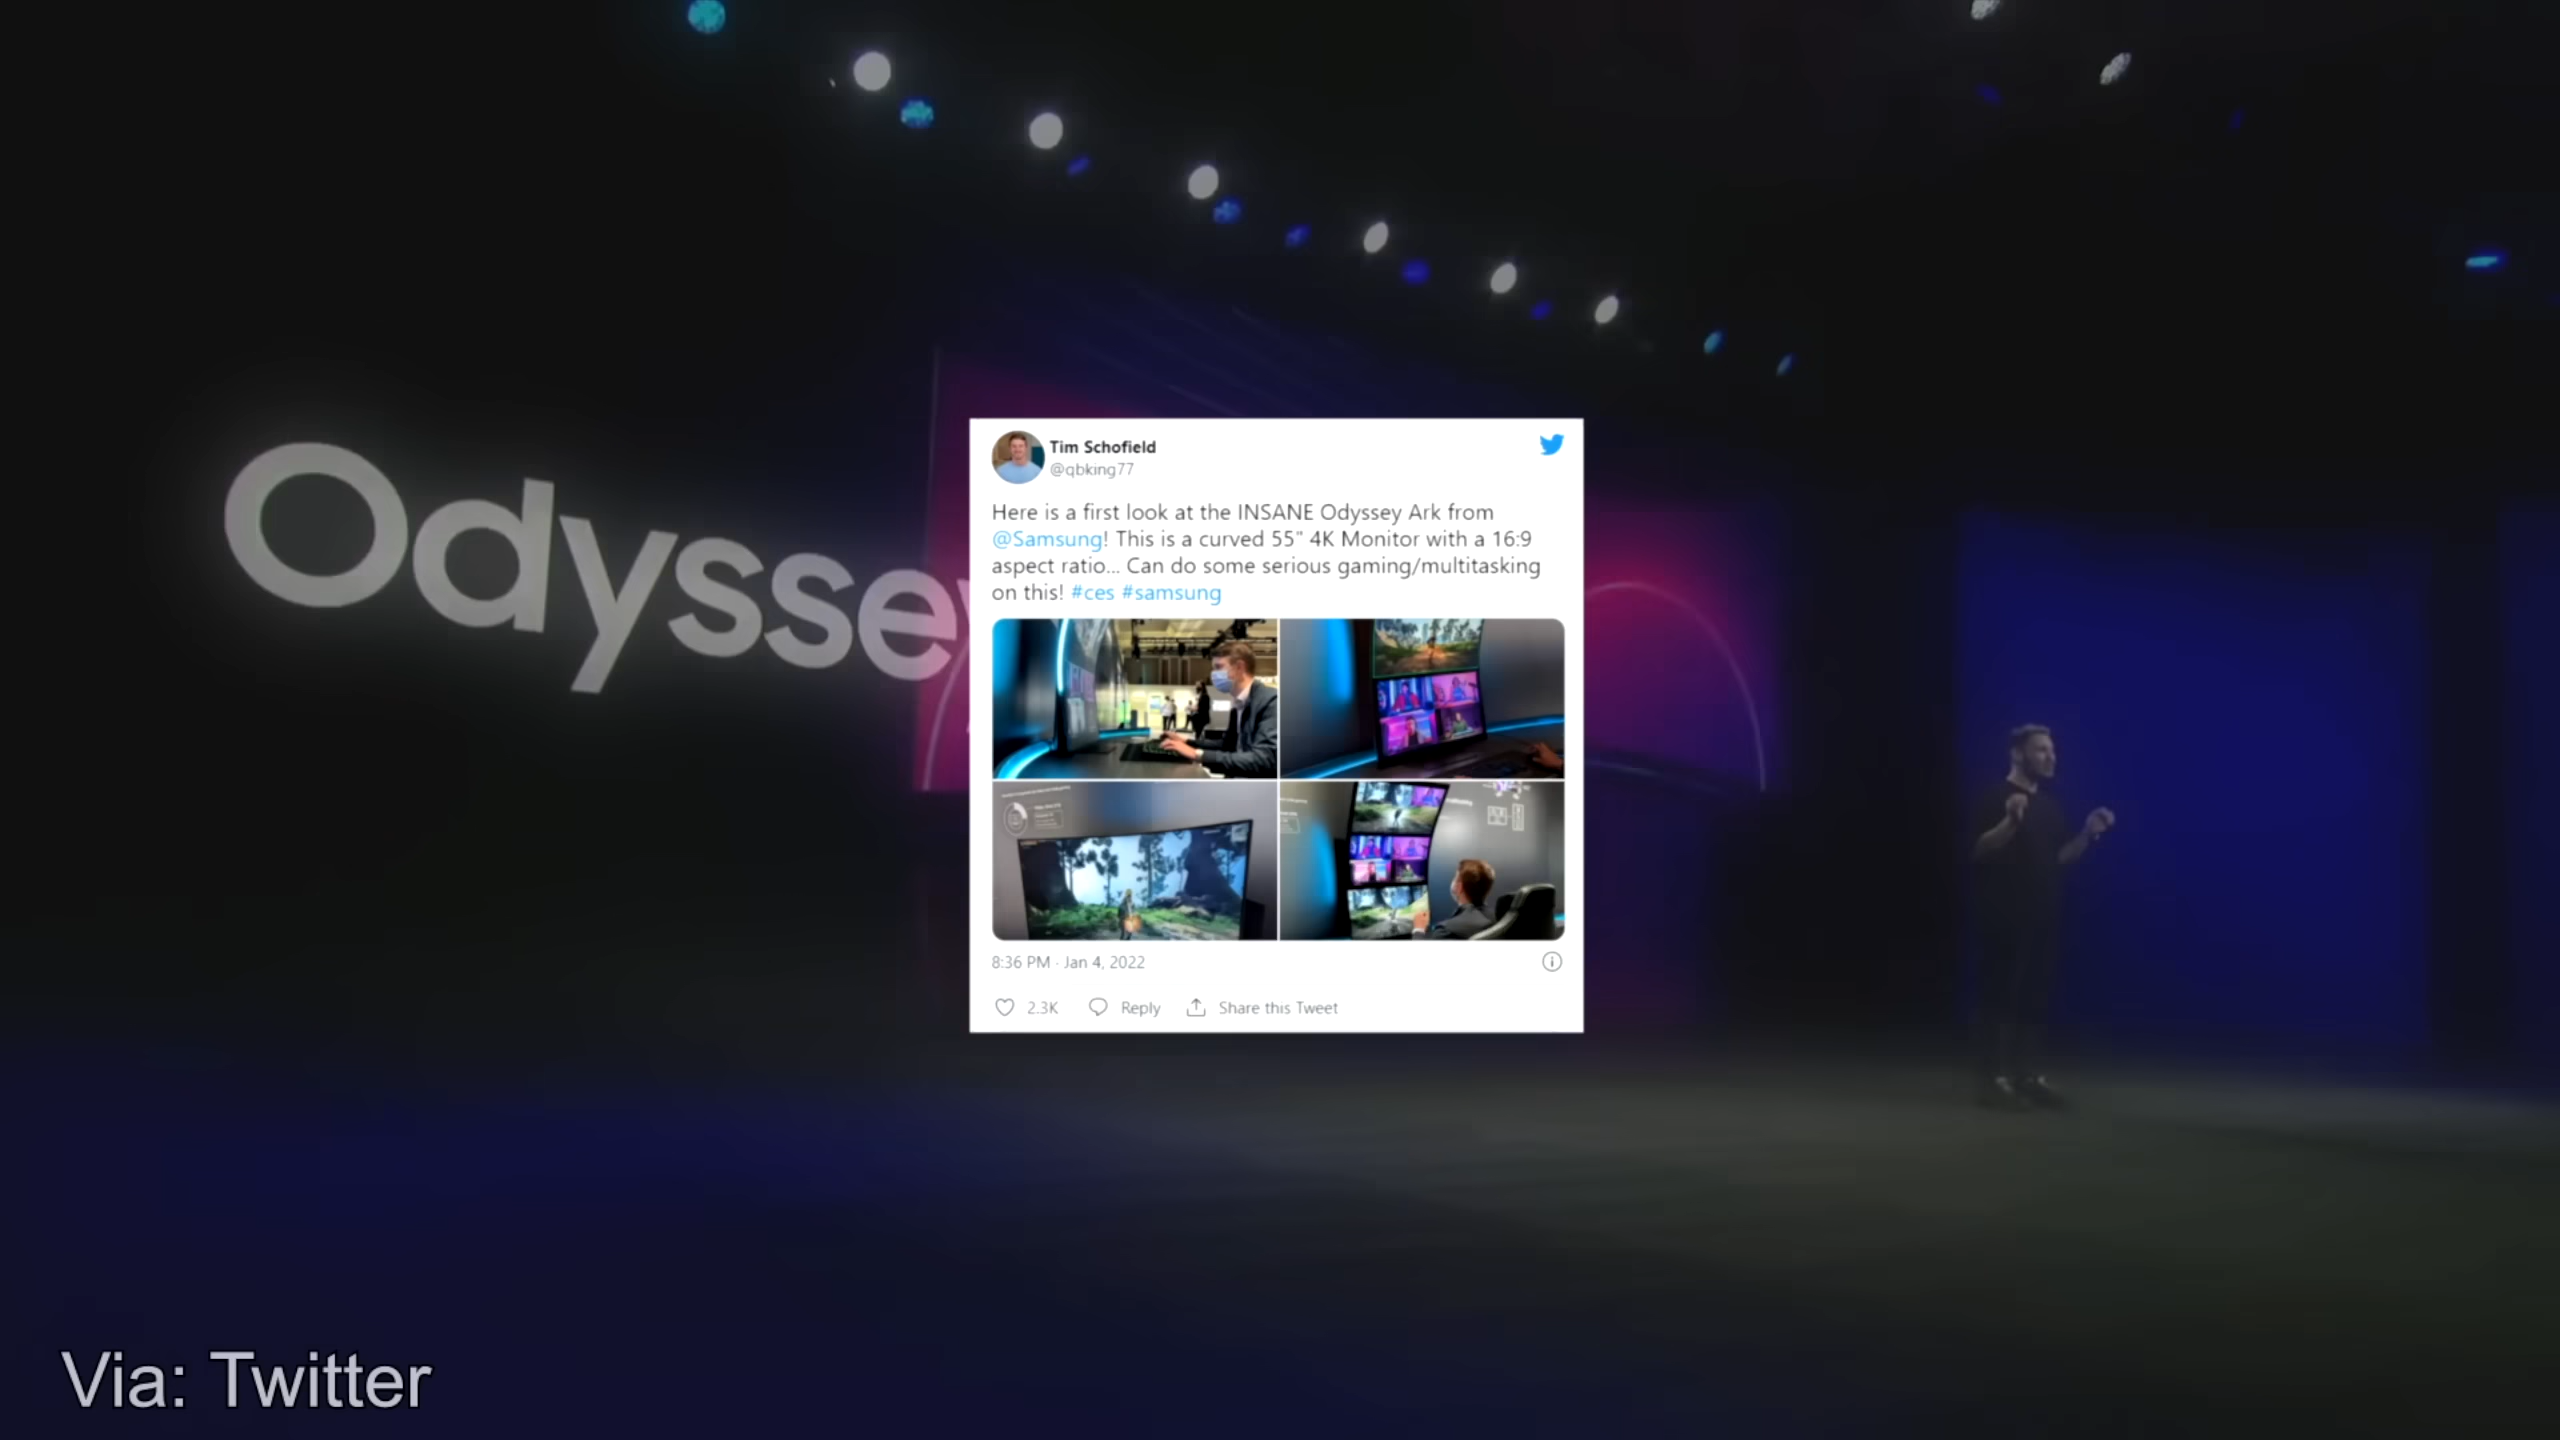 Odysse
Tim Schofield
@qbking77
Here is a first look at the INSANE Odyssey Ark from
@Samsung! This is a curved 55" 4K Monitor with a 16:9
aspect ratio... Can do some serious gaming/multitasking
on this! #ces #samsung
8:36 PM · Jan 4, 2022
2.3K Reply Share this Tweet
Via: Twitter